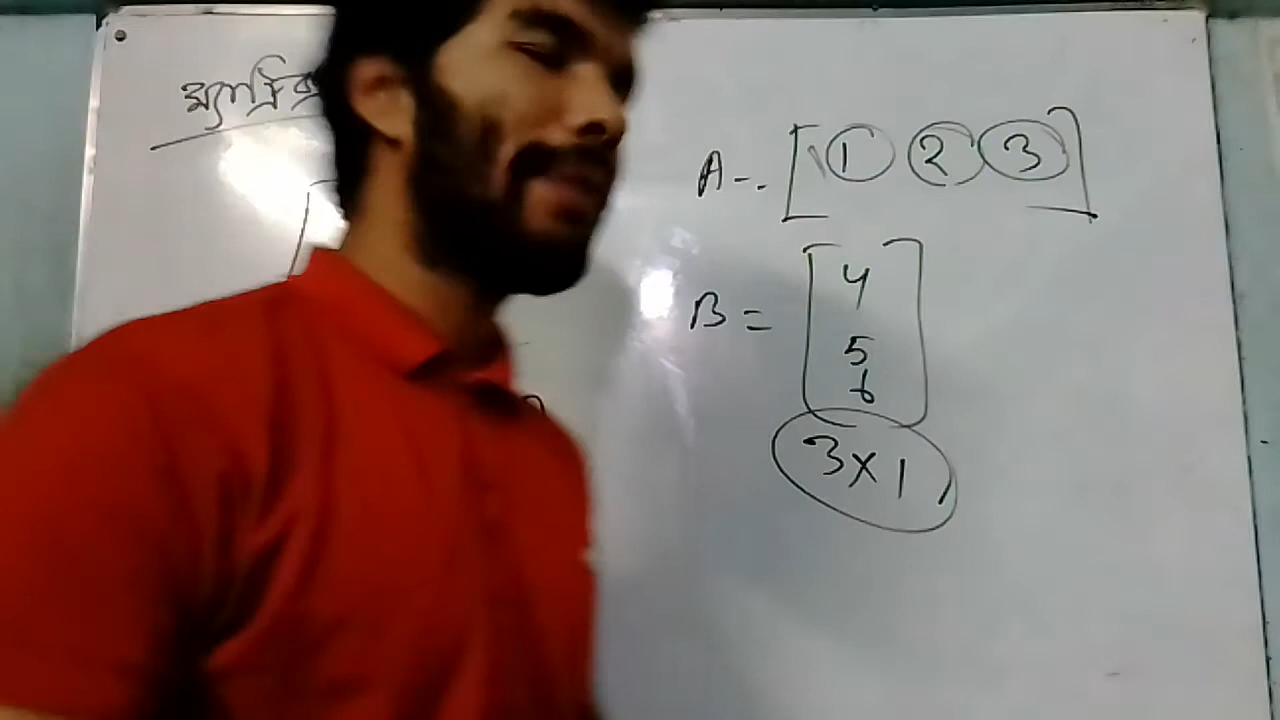 ম্যাট্রিক্স
A = [1 2 3]
B = [4
5
6]
3 × 1